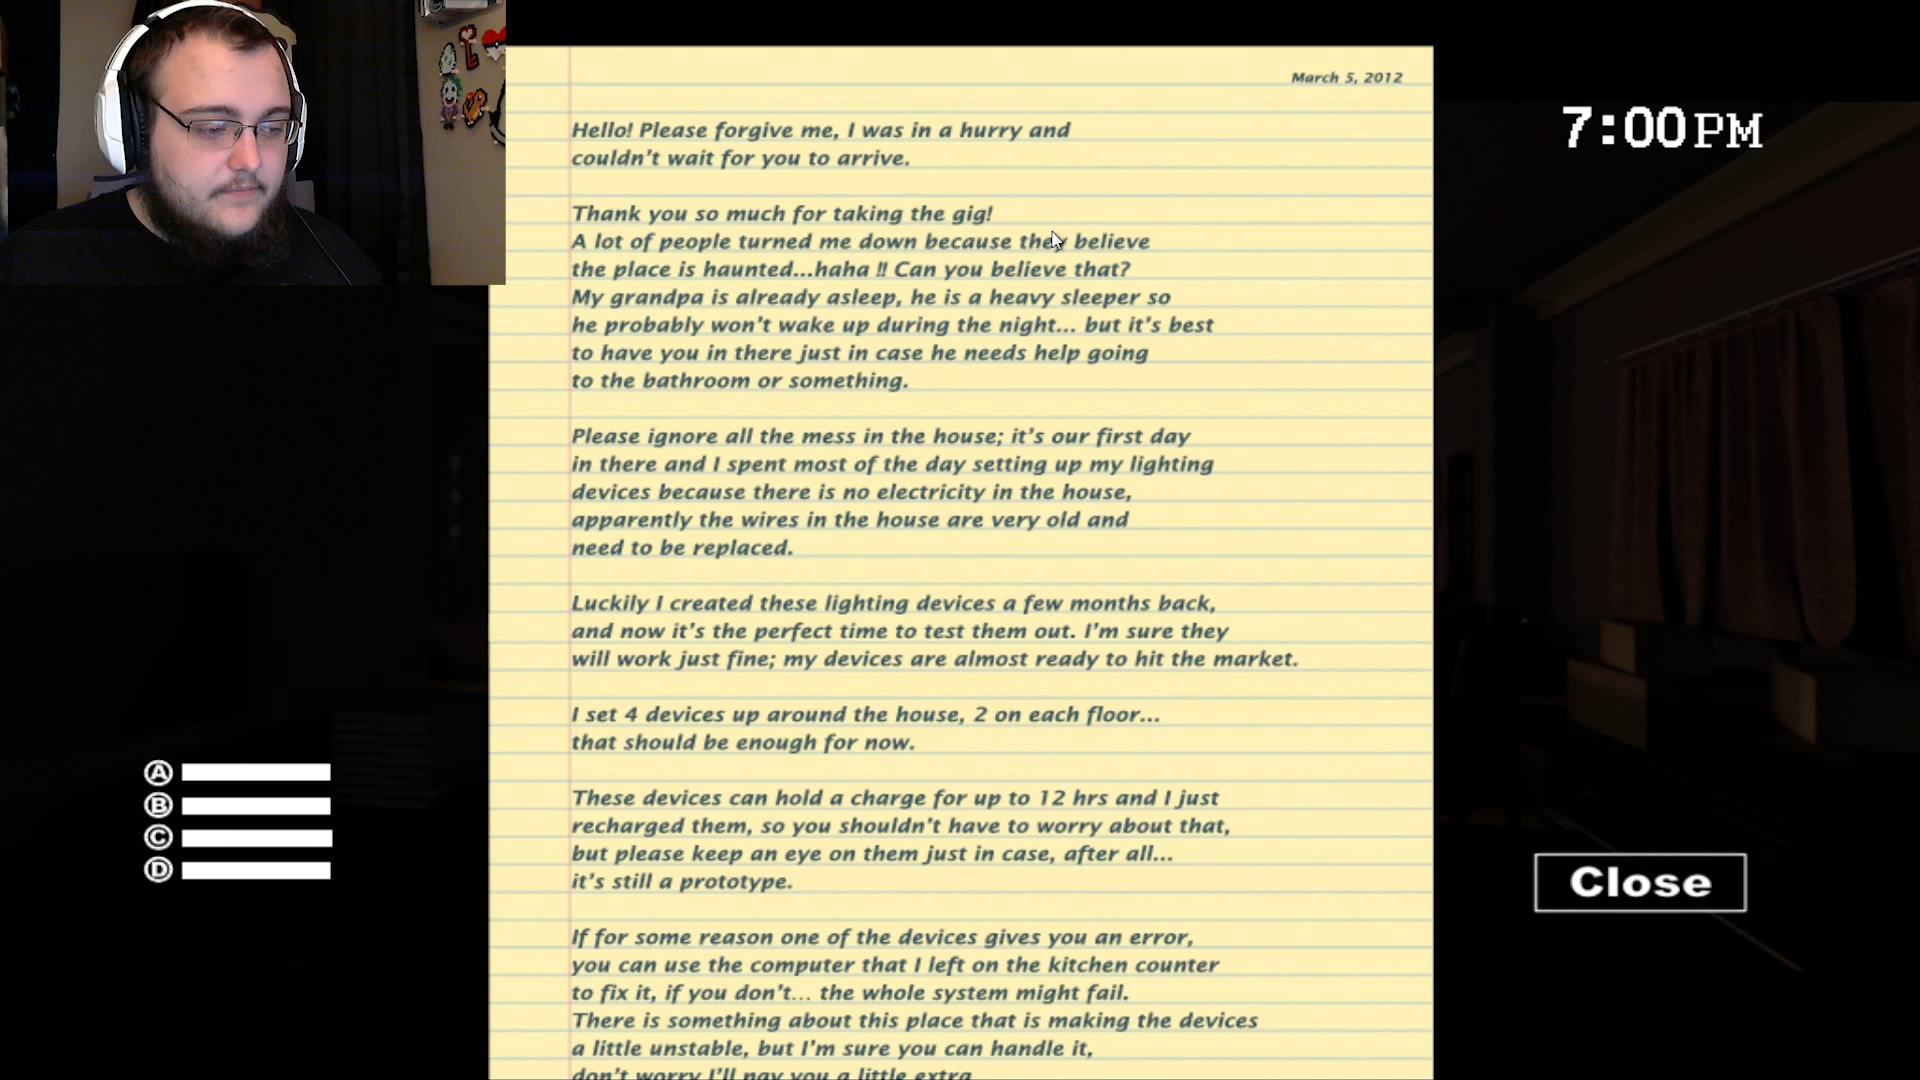 March 5, 2012
7:00PM
Hello! Please forgive me, I was in a hurry and
couldn't wait for you to arrive.
Thank you so much for taking the gig!
A lot of people turned me down because they believe
the place is haunted...haha !! Can you believe that?
My grandpa is already asleep, he is a heavy sleeper so
he probably won't wake up during the night... but it's best
to have you in there just in case he needs help going
to the bathroom or something.
Please ignore all the mess in the house; it's our first day
in there and I spent most of the day setting up my lighting
devices because there is no electricity in the house,
apparently the wires in the house are very old and
need to be replaced.
Luckily I created these lighting devices a few months back,
and now it's the perfect time to test them out. I'm sure they
will work just fine; my devices are almost ready to hit the market.
I set 4 devices up around the house, 2 on each floor...
that should be enough for now.
These devices can hold a charge for up to 12 hrs and I just
recharged them, so you shouldn't have to worry about that,
but please keep an eye on them just in case, after all...
it's still a prototype.
If for some reason one of the devices gives you an error,
you can use the computer that I left on the kitchen counter
to fix it, if you don't... the whole system might fail.
There is something about this place that is making the devices
a little unstable, but I'm sure you can handle it,
don't worry I'll pay you a little extra
A
B
C
D
Close